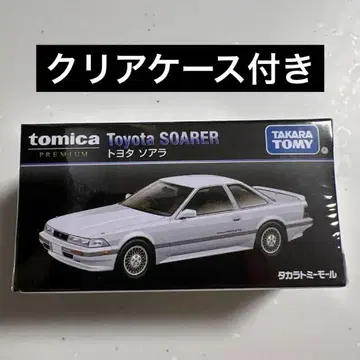 クリアケース付き
tomica
PREMIUM
Toyota SOARER
トヨタ ソアラ
TAKARA
TOMY
タカラトミーモール